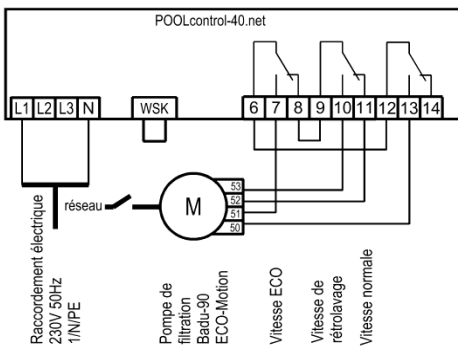 POOLcontrol-40.net
L1 L2 L3 N
WSK
6 7 8 9 10 11 12 13 14
réseau
M
53
52
51
50
Raccordement électrique
230V 50Hz
1/N/PE
Pompe de
filtration
Badu-90
ECO-Motion
Vitesse ECO
Vitesse de
rétrolavage
Vitesse normale